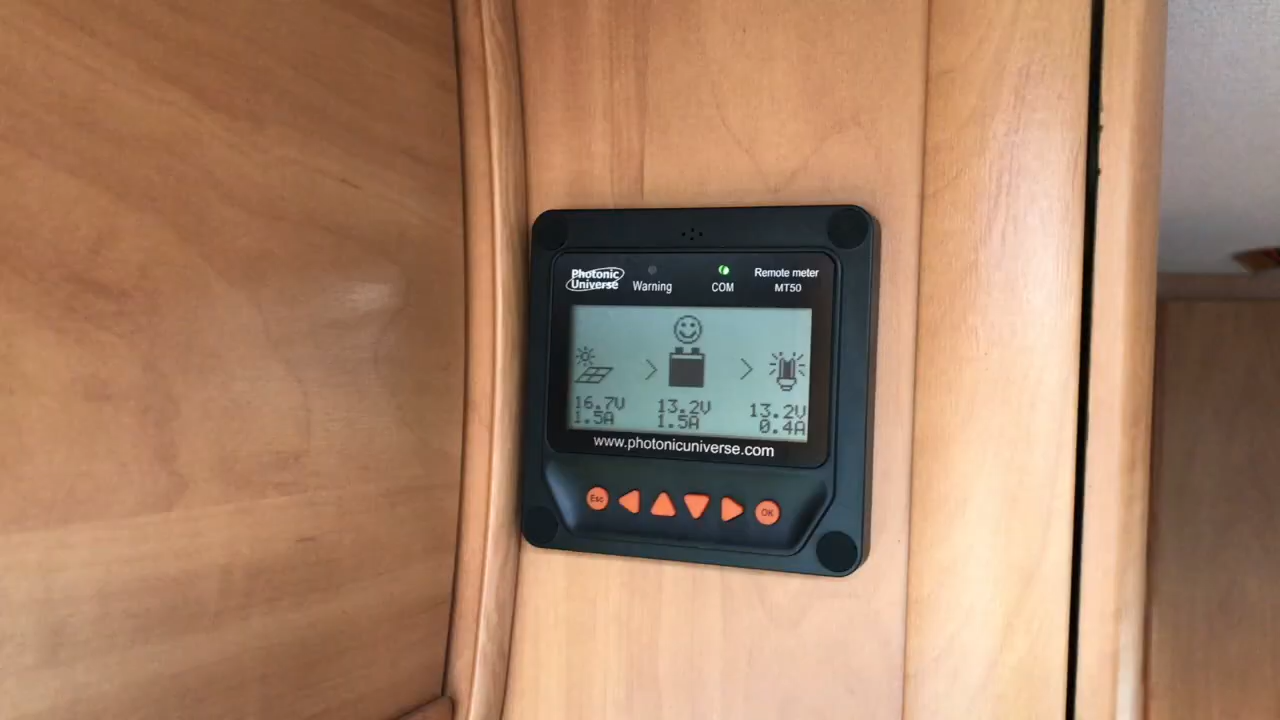 Photonic
Universe
Warning
COM
Remote meter
MT50
16.7V
1.5A
13.2V
1.5A
13.2V
0.4A
www.photonicuniverse.com
Esc
OK